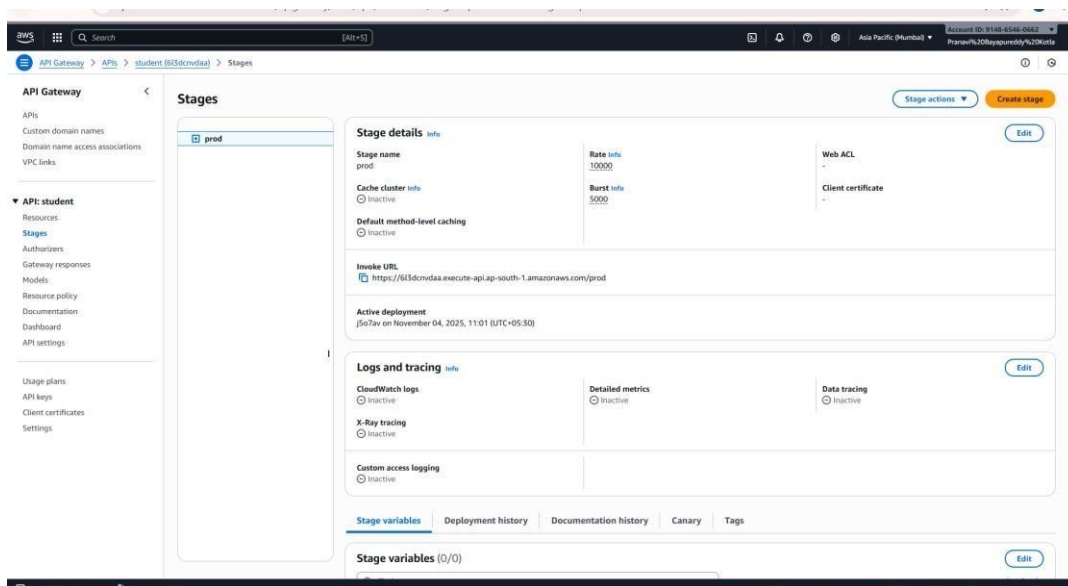 aws Search [Alt+S] Asia Pacific (Mumbai) Account ID: 9148-6546-0662
Pranavi%20Bayapureddy%20Kotla
API Gateway > APIs > student (6l3dcnvdaa) > Stages
API Gateway
APIs
Custom domain names
Domain name access associations
VPC links
API: student
Resources
Stages
Authorizers
Gateway responses
Models
Resource policy
Documentation
Dashboard
API settings
Usage plans
API keys
Client certificates
Settings
Stages
Stage actions Create stage
prod
Stage details Info Edit
Stage name Rate Info Web ACL
prod 10000 -
Cache cluster Info Burst Info Client certificate
Inactive 5000 -
Default method-level caching
Inactive
Invoke URL
https://6l3dcnvdaa.execute-api.ap-south-1.amazonaws.com/prod
Active deployment
j5o7av on November 04, 2025, 11:01 (UTC+05:30)
Logs and tracing Info Edit
CloudWatch logs Detailed metrics Data tracing
Inactive Inactive Inactive
X-Ray tracing
Inactive
Custom access logging
Inactive
Stage variables Deployment history Documentation history Canary Tags
Stage variables (0/0) Edit